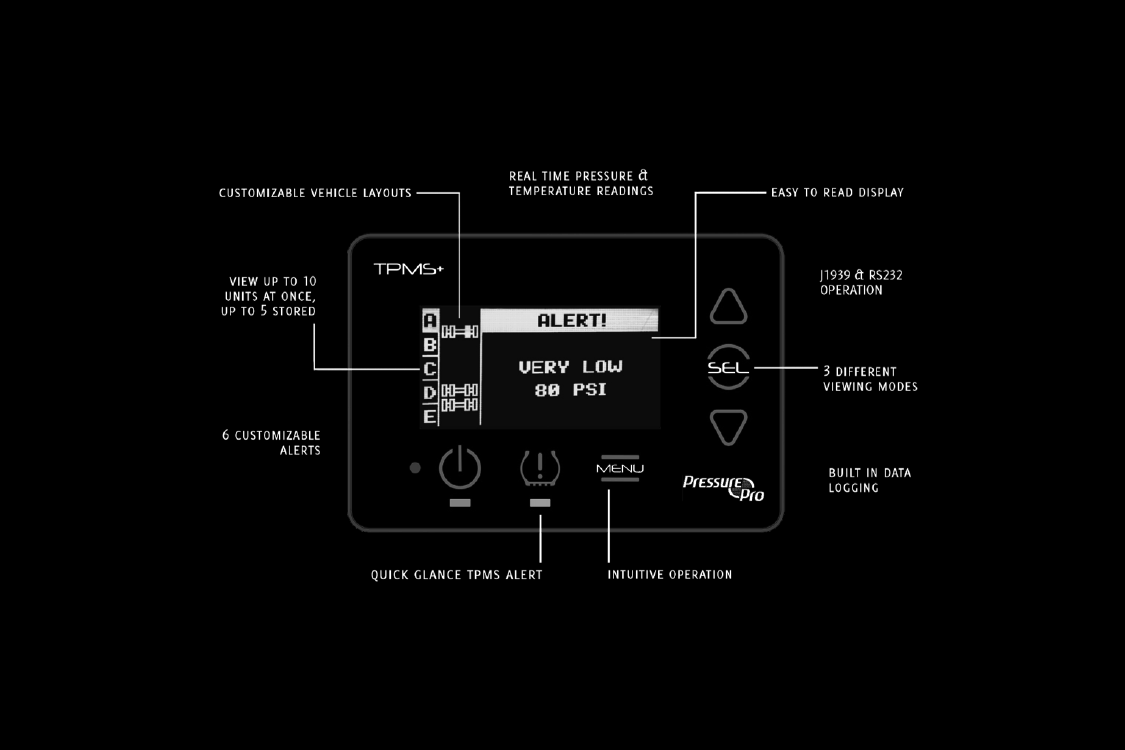 REAL TIME PRESSURE &
TEMPERATURE READINGS
CUSTOMIZABLE VEHICLE LAYOUTS
EASY TO READ DISPLAY
TPMS+
VIEW UP TO 10
UNITS AT ONCE,
UP TO 5 STORED
J1939 & RS232
OPERATION
A
B
C
D
E
ALERT!
VERY LOW
80 PSI
SEL
3 DIFFERENT
VIEWING MODES
6 CUSTOMIZABLE
ALERTS
MENU
PRESSURE
PRO
BUILT IN DATA
LOGGING
QUICK GLANCE TPMS ALERT
INTUITIVE OPERATION